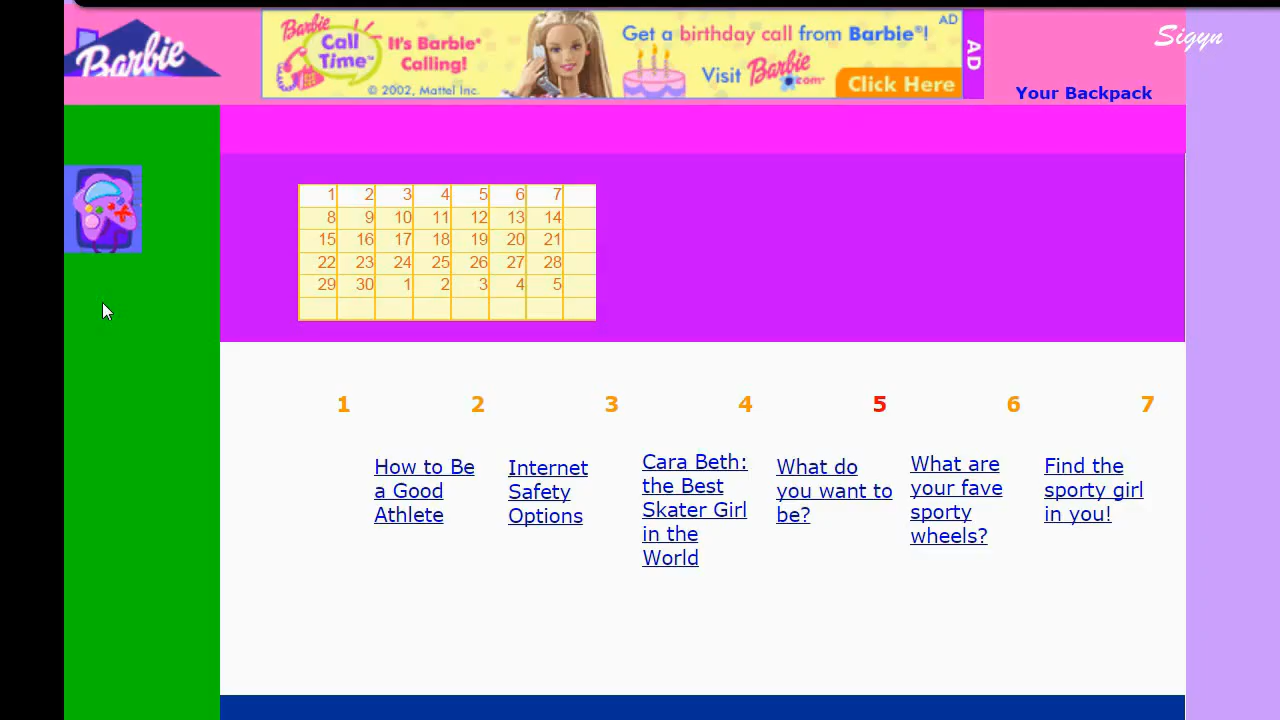 Barbie
Barbie
Call
Time™
It's Barbie®
Calling!
© 2002, Mattel Inc.
Get a birthday call from Barbie®!
Visit Barbie.com™
Click Here
AD
AD
Sigyn
Your Backpack
1 2 3 4 5 6 7
8 9 10 11 12 13 14
15 16 17 18 19 20 21
22 23 24 25 26 27 28
29 30 1 2 3 4 5
1 2 3 4 5 6 7
How to Be
a Good
Athlete
Internet
Safety
Options
Cara Beth:
the Best
Skater Girl
in the
World
What do
you want to
be?
What are
your fave
sporty
wheels?
Find the
sporty girl
in you!